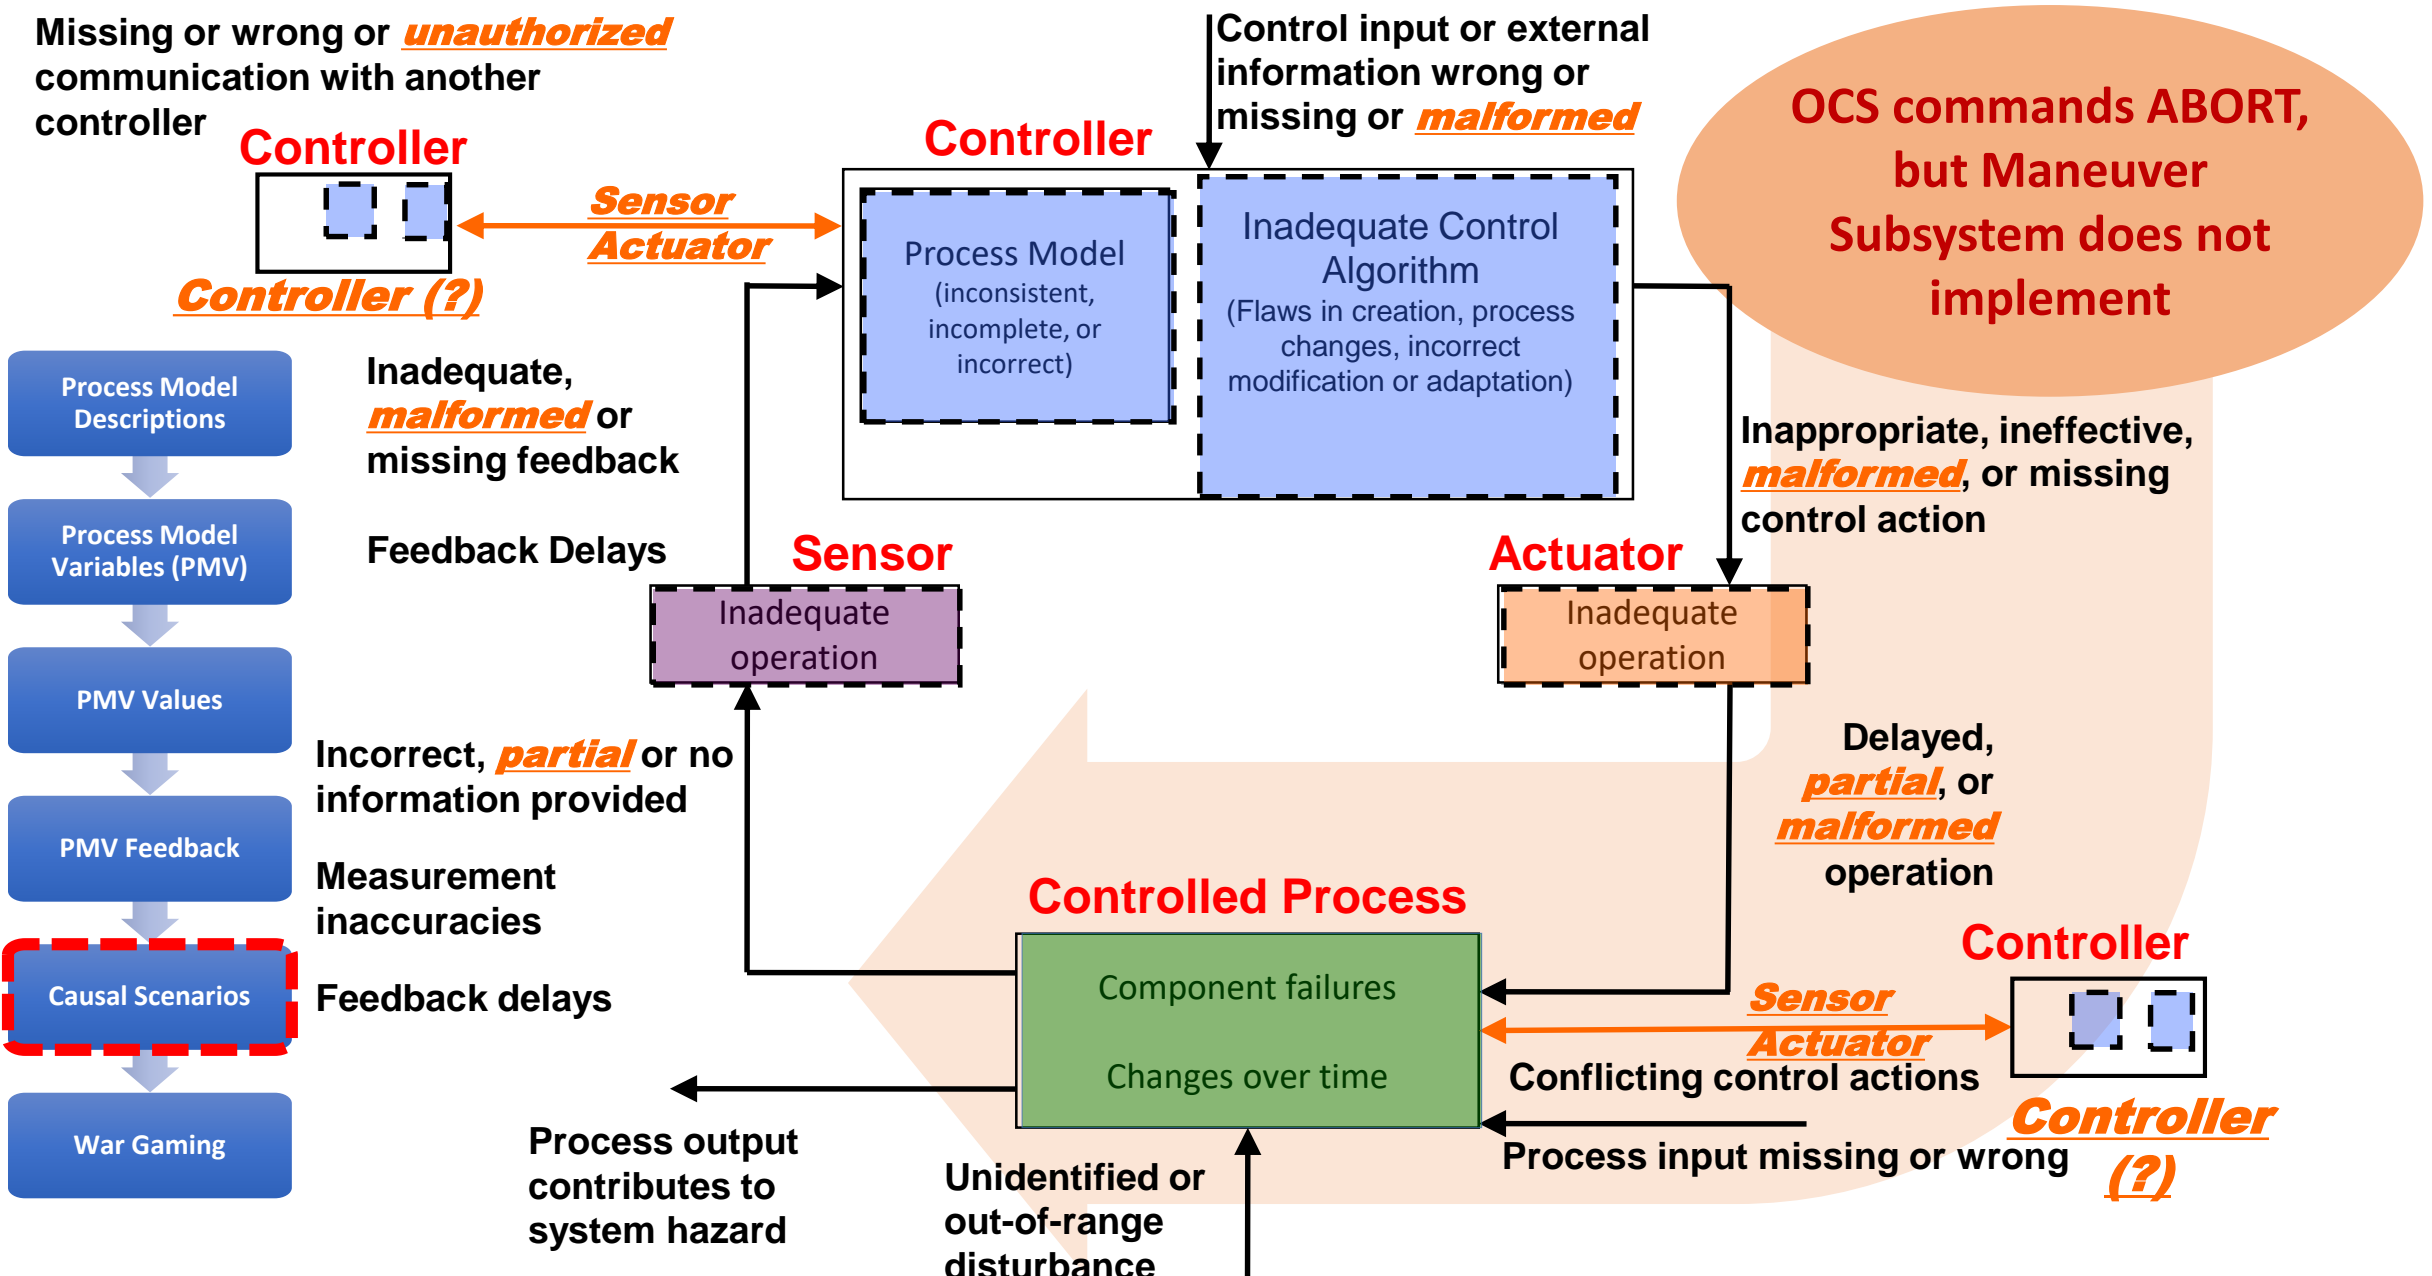 Missing or wrong or unauthorized
communication with another
controller
Controller
Controller (?)
Sensor
Actuator
Control input or external
information wrong or
missing or malformed
Controller
Process Model
(inconsistent,
incomplete, or
incorrect)
Inadequate Control
Algorithm
(Flaws in creation, process
changes, incorrect
modification or adaptation)
OCS commands ABORT,
but Maneuver
Subsystem does not
implement
Process Model
Descriptions
Process Model
Variables (PMV)
PMV Values
PMV Feedback
Causal Scenarios
War Gaming
Inadequate,
malformed or
missing feedback
Feedback Delays
Sensor
Inadequate
operation
Actuator
Inadequate
operation
Inappropriate, ineffective,
malformed, or missing
control action
Incorrect, partial or no
information provided
Measurement
inaccuracies
Feedback delays
Delayed,
partial, or
malformed
operation
Controlled Process
Component failures
Changes over time
Controller
Sensor
Actuator
Conflicting control actions
Controller
(?)
Process input missing or wrong
Process output
contributes to
system hazard
Unidentified or
out-of-range
disturbance